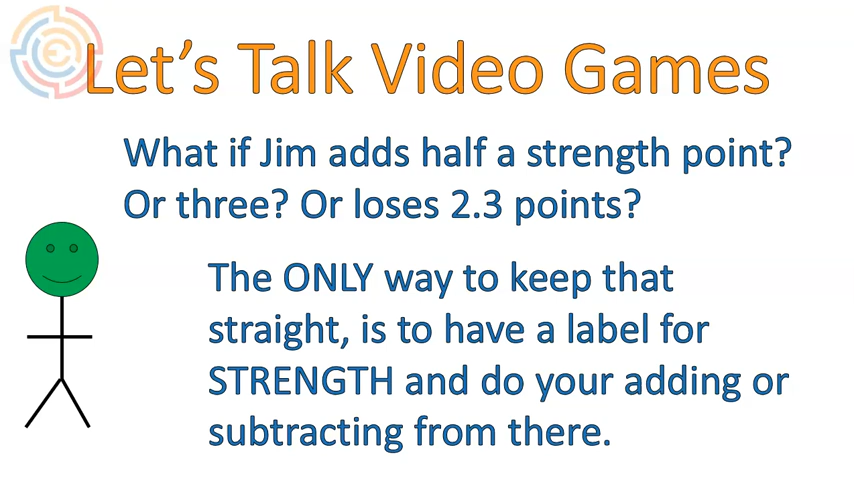 Let's Talk Video Games
What if Jim adds half a strength point?
Or three? Or loses 2.3 points?
The ONLY way to keep that
straight, is to have a label for
STRENGTH and do your adding or
subtracting from there.